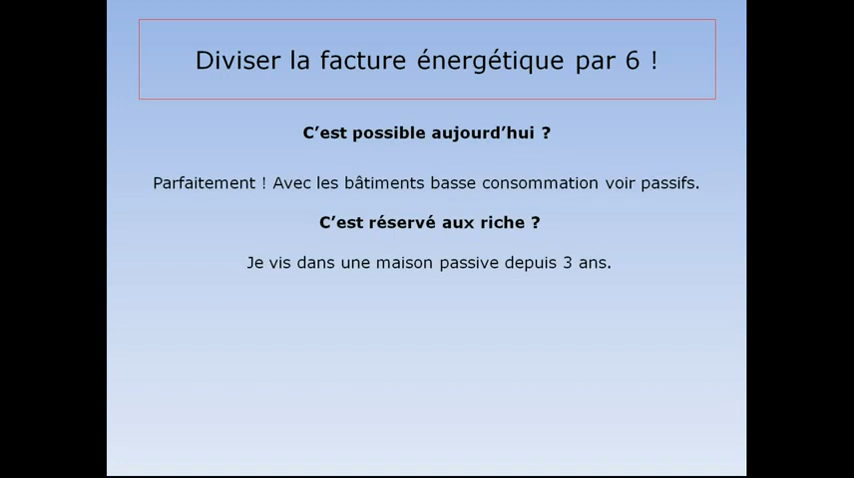 Diviser la facture énergétique par 6 !
C’est possible aujourd’hui ?
Parfaitement ! Avec les bâtiments basse consommation voir passifs.
C’est réservé aux riche ?
Je vis dans une maison passive depuis 3 ans.